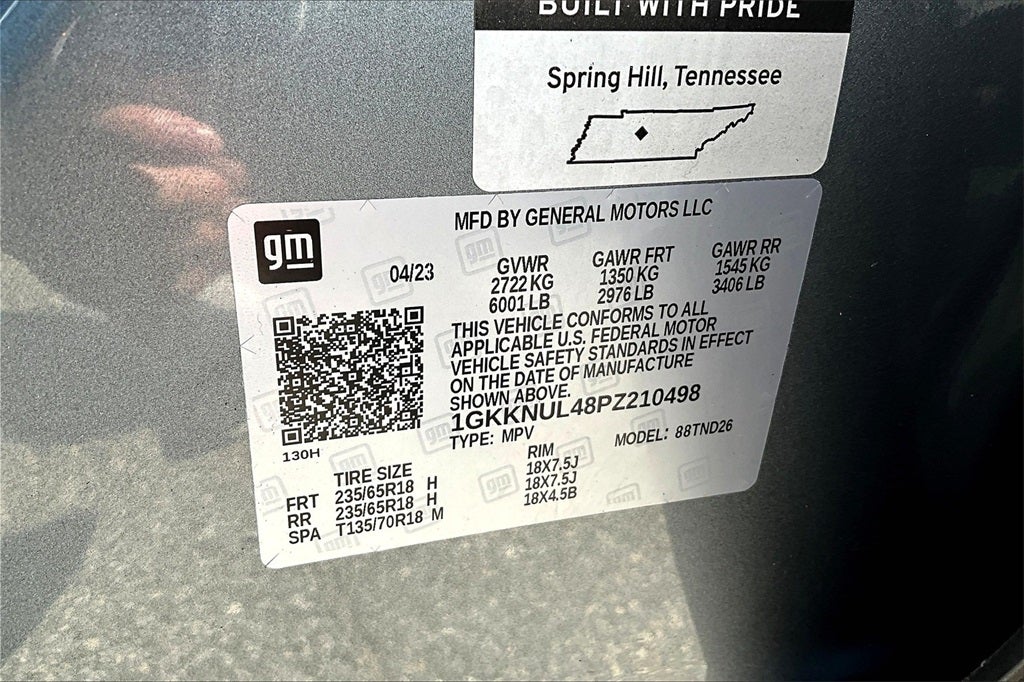 BUILT WITH PRIDE
Spring Hill, Tennessee
MFD BY GENERAL MOTORS LLC
gm
04/23
GVWR GAWR FRT GAWR RR
2722 KG 1350 KG 1545 KG
6001 LB 2976 LB 3406 LB
THIS VEHICLE CONFORMS TO ALL
APPLICABLE U.S. FEDERAL MOTOR
VEHICLE SAFETY STANDARDS IN EFFECT
ON THE DATE OF MANUFACTURE
SHOWN ABOVE.
1GKKNUL48PZ210498
TYPE: MPV MODEL: 88TND26
130H
TIRE SIZE RIM
FRT 235/65R18 H 18X7.5J
RR 235/65R18 H 18X7.5J
SPA T135/70R18 M 18X4.5B